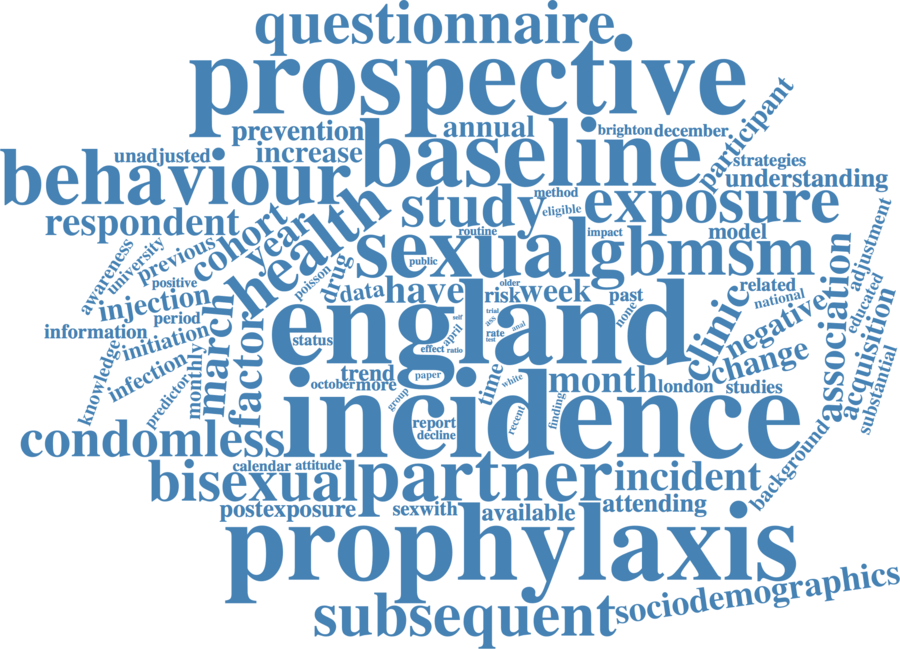 questionnaire
prospective
prevention
annual
brighton
december
participant
unadjusted
increase
baseline
strategies
behaviour
understanding
respondent
cohort
year
health
study
method
eligible
exposure
routine
impact
model
sexual
gbmsm
awareness
university
previous
positive
poisson
drug
public
adjustment
injection
data
have
older
risk
week
past
none
related
national
negative
clinic
association
educated
acquisition
information
period
initiation
march
factor
status
england
self
april
trial
ass
rate
test
anal
effect
ratio
change
substantial
knowledge
infection
predictor
monthly
trend
october
more
paper
group
time
white
month
london
studies
incidence
report
decline
recent
finding
condomless
background
calendar
attitude
bisexual
partner
incident
postexposure
sexwith
available
attending
prophylaxis
subsequent
sociodemographics